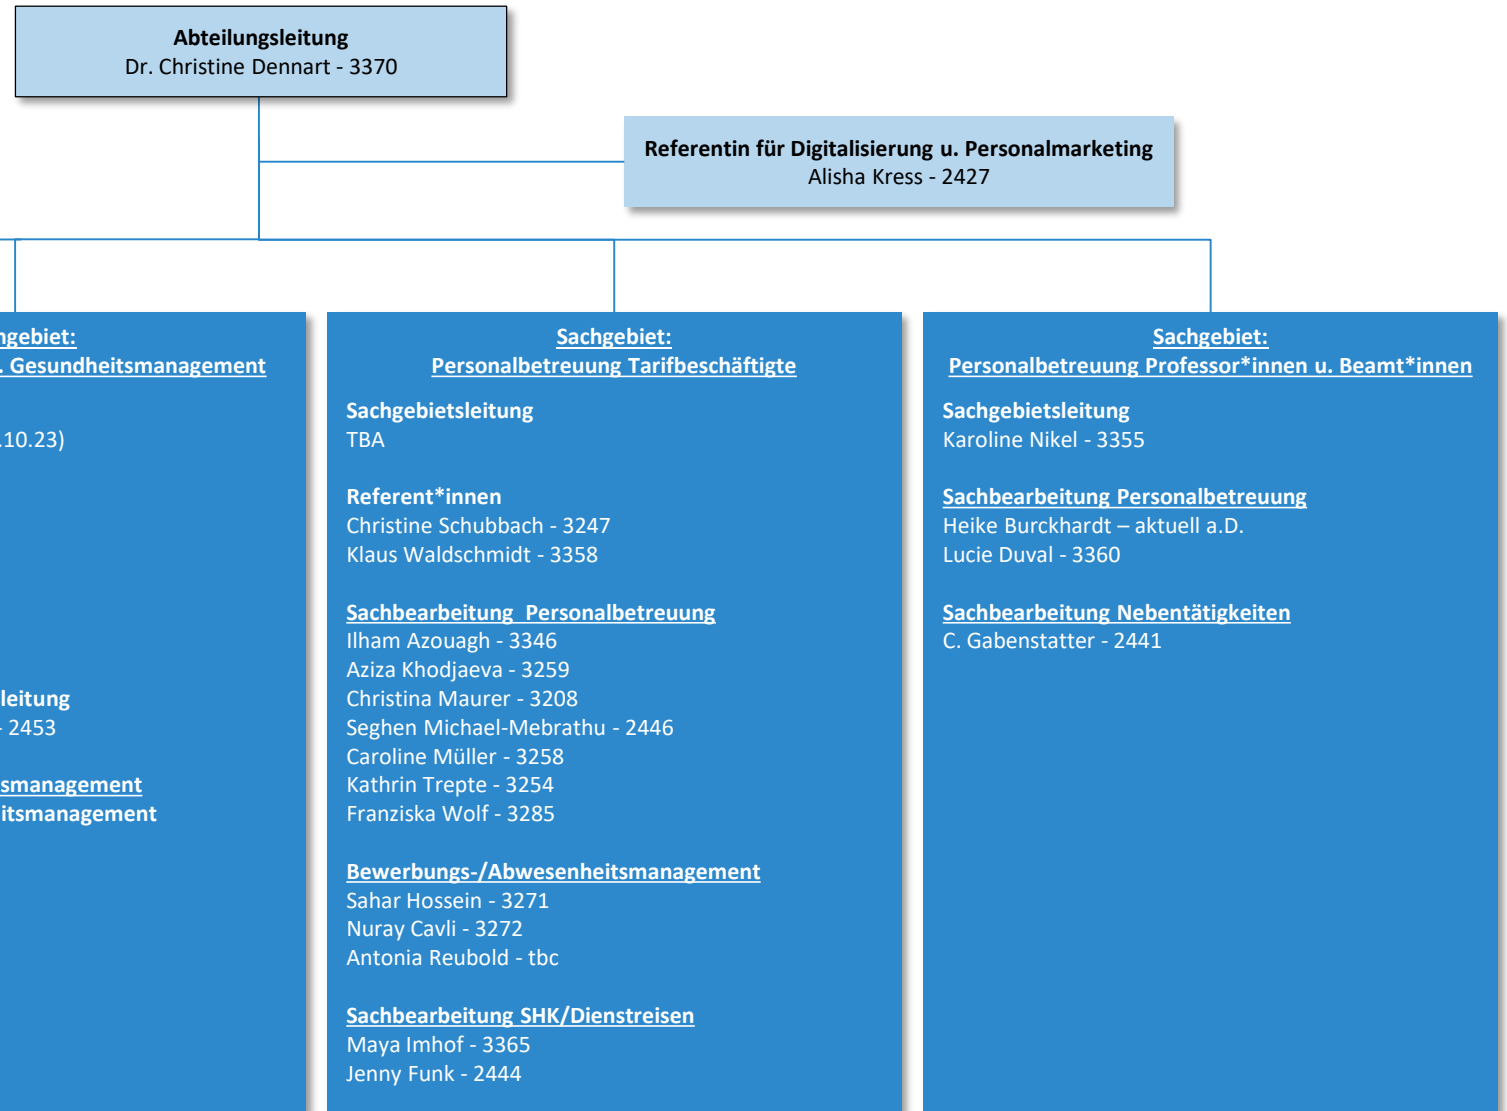 Abteilungsleitung
Dr. Christine Dennart - 3370
Referentin für Digitalisierung u. Personalmarketing
Alisha Kress - 2427
. Gesundheitsmanagement
.10.23)
leitung
- 2453
Sachgebiet:
Personalbetreuung Tarifbeschäftigte
Sachgebietsleitung
TBA
Referent*innen
Christine Schubbach - 3247
Klaus Waldschmidt - 3358
Sachbearbeitung Personalbetreuung
Ilham Azouagh - 3346
Aziza Khodjaeva - 3259
Christina Maurer - 3208
Seghen Michael-Mebrathu - 2446
Caroline Müller - 3258
Kathrin Trepte - 3254
Franziska Wolf - 3285
Bewerbungs-/Abwesenheitsmanagement
Sahar Hossein - 3271
Nuray Cavli - 3272
Antonia Reubold - tbc
Sachbearbeitung SHK/Dienstreisen
Maya Imhof - 3365
Jenny Funk - 2444
Sachgebiet:
Personalbetreuung Professor*innen u. Beamt*innen
Sachgebietsleitung
Karoline Nikel - 3355
Sachbearbeitung Personalbetreuung
Heike Burckhardt – aktuell a.D.
Lucie Duval - 3360
Sachbearbeitung Nebentätigkeiten
C. Gabenstatter - 2441